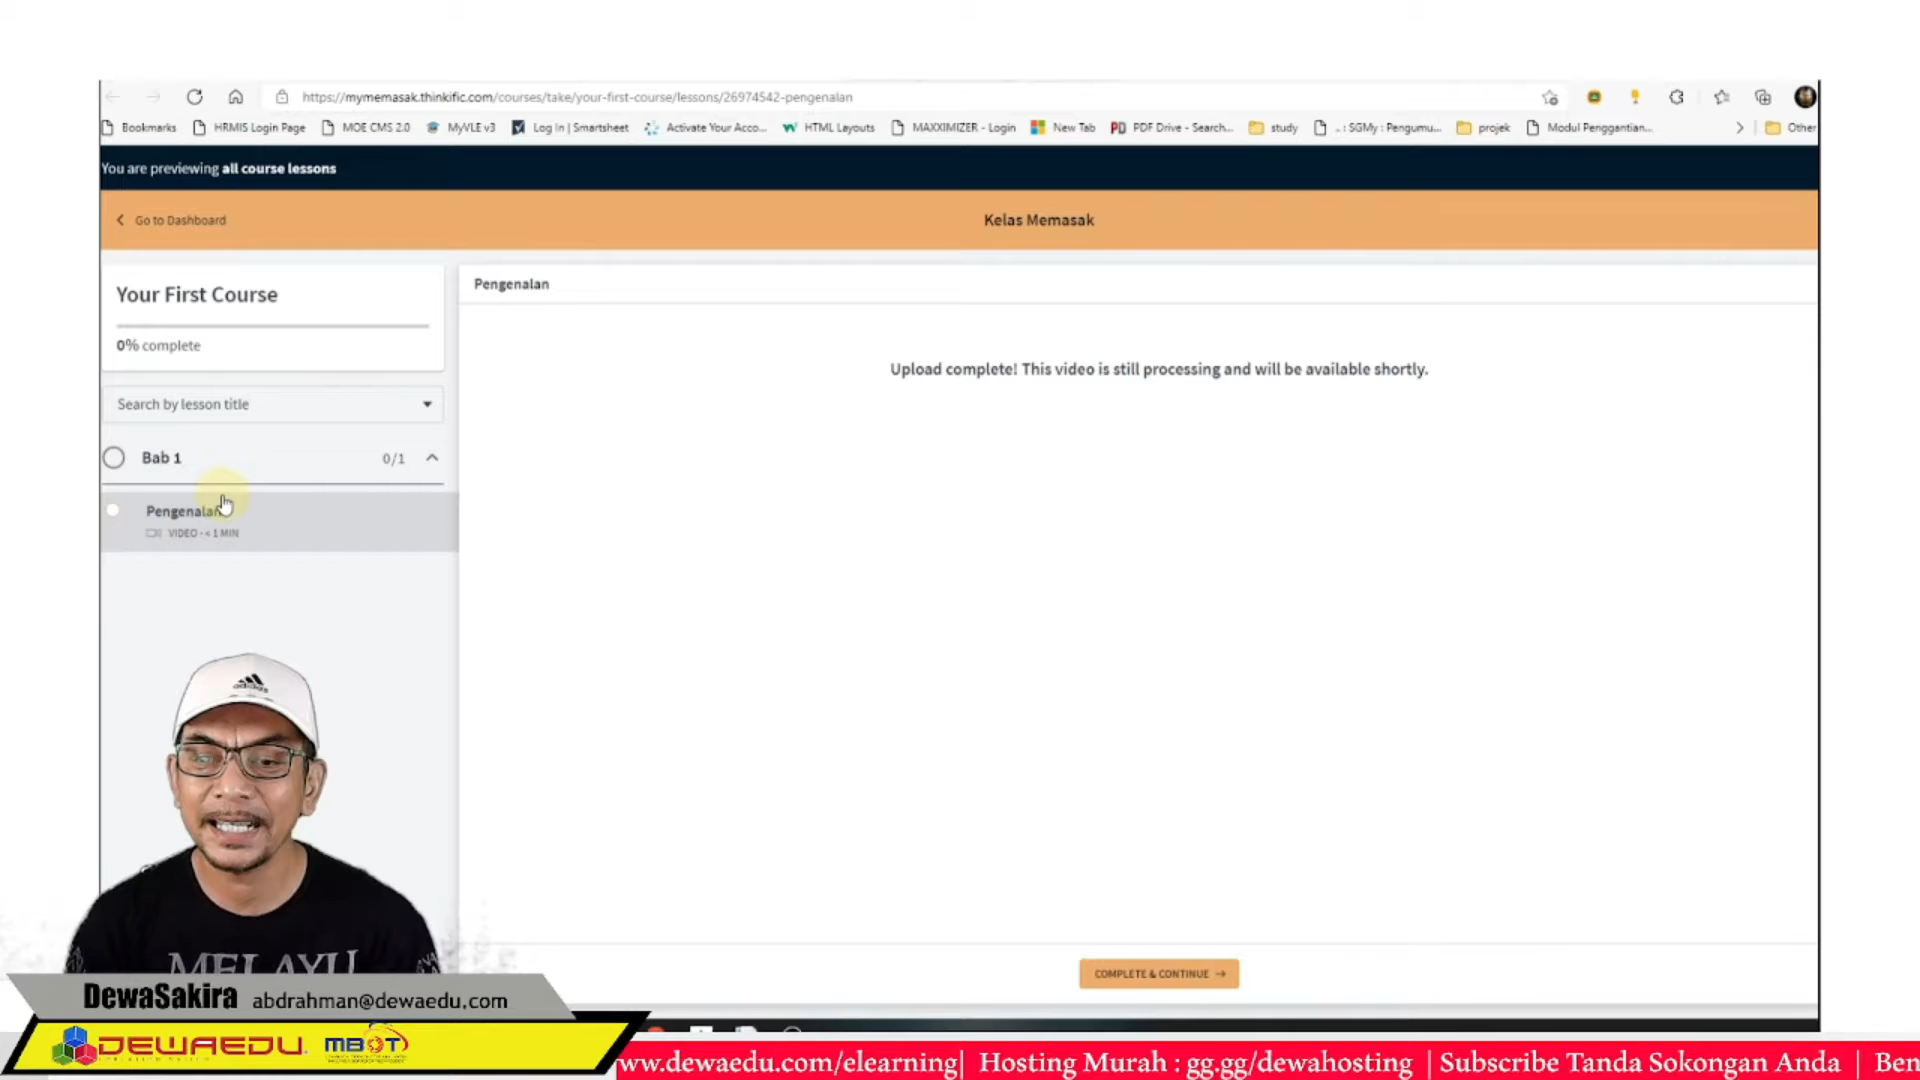 https://mymemasak.thinkific.com/courses/take/your-first-course/lessons/26974542-pengenalan
Bookmarks HRMIS Login Page MOE CMS 2.0 MyVLE v3 Log In | Smartsheet Activate Your Acco... HTML Layouts MAXXIMIZER - Login New Tab PDF Drive - Search... study .. : SGMy : Pengumu... projek Modul Penggantian... Other
You are previewing all course lessons
Go to Dashboard
Kelas Memasak
Your First Course
0% complete
Search by lesson title
Bab 1 0/1
Pengenalan
VIDEO - < 1 MIN
Pengenalan
Upload complete! This video is still processing and will be available shortly.
COMPLETE & CONTINUE →
adidas
MELAYU
DewaSakira abdrahman@dewaedu.com
DEWAEDU. MBOT
ww.dewaedu.com/elearning| Hosting Murah : gg.gg/dewahosting | Subscribe Tanda Sokongan Anda | Ben